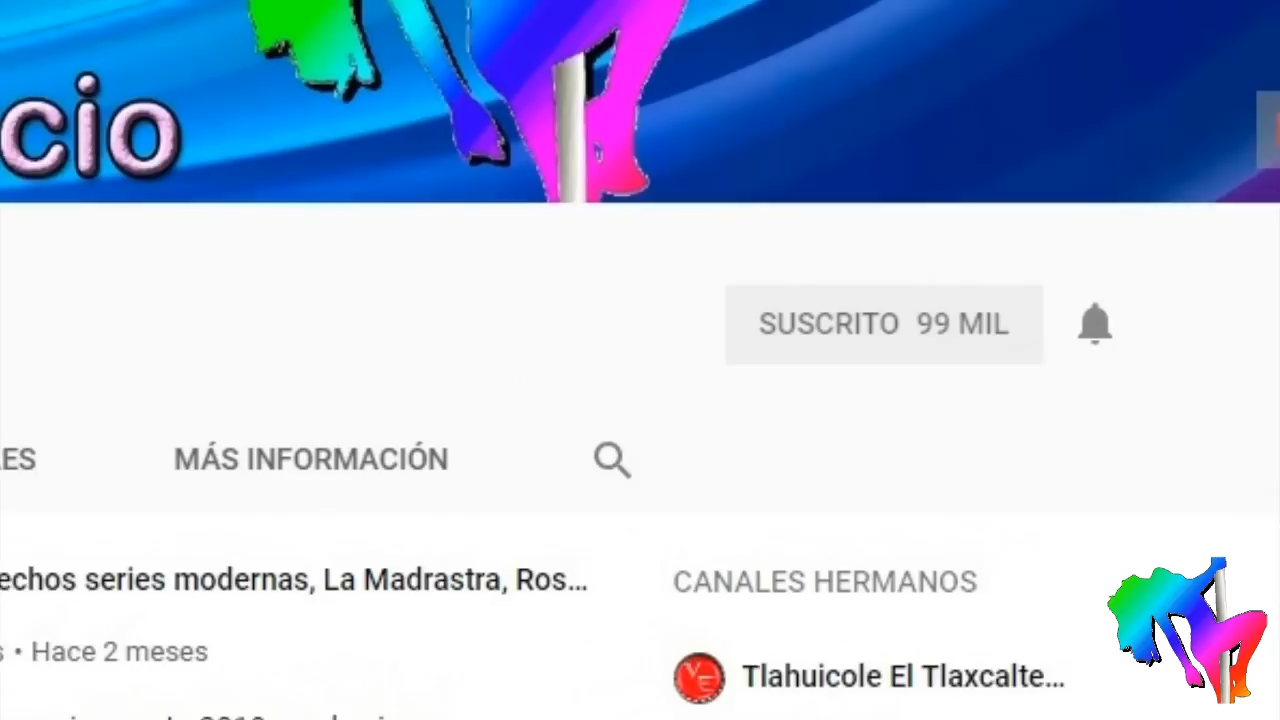 cio
SUSCRITO 99 MIL
ES
MÁS INFORMACIÓN
echos series modernas, La Madrastra, Ros...
CANALES HERMANOS
s • Hace 2 meses
Tlahuicole El Tlaxcalte...